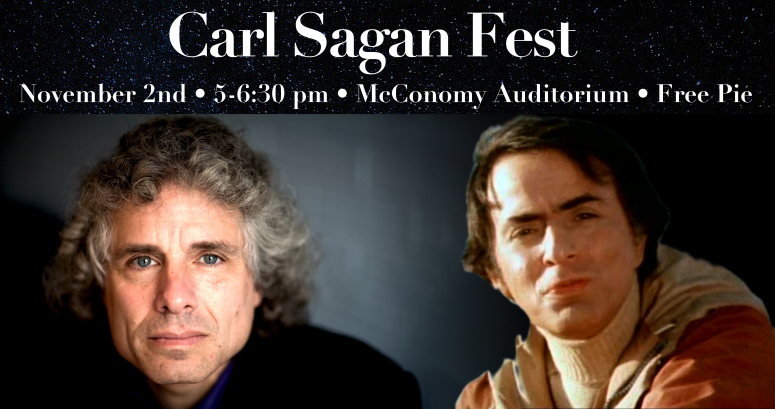 Carl Sagan Fest
November 2nd • 5-6:30 pm • McConomy Auditorium • Free Pie